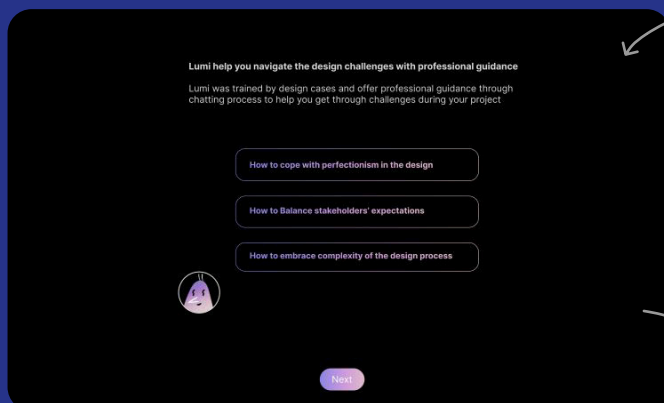 Lumi help you navigate the design challenges with professional guidance
Lumi was trained by design cases and offer professional guidance through
chatting process to help you get through challenges during your project
How to cope with perfectionism in the design
How to Balance stakeholders' expectations
How to embrace complexity of the design process
Next